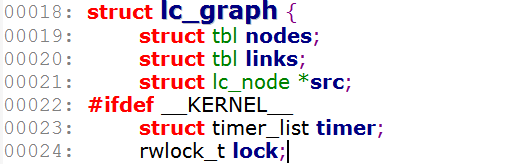 00018: struct lc_graph {
00019: struct tbl nodes;
00020: struct tbl links;
00021: struct lc_node *src;
00022: #ifdef __KERNEL__
00023: struct timer_list timer;
00024: rwlock_t lock;